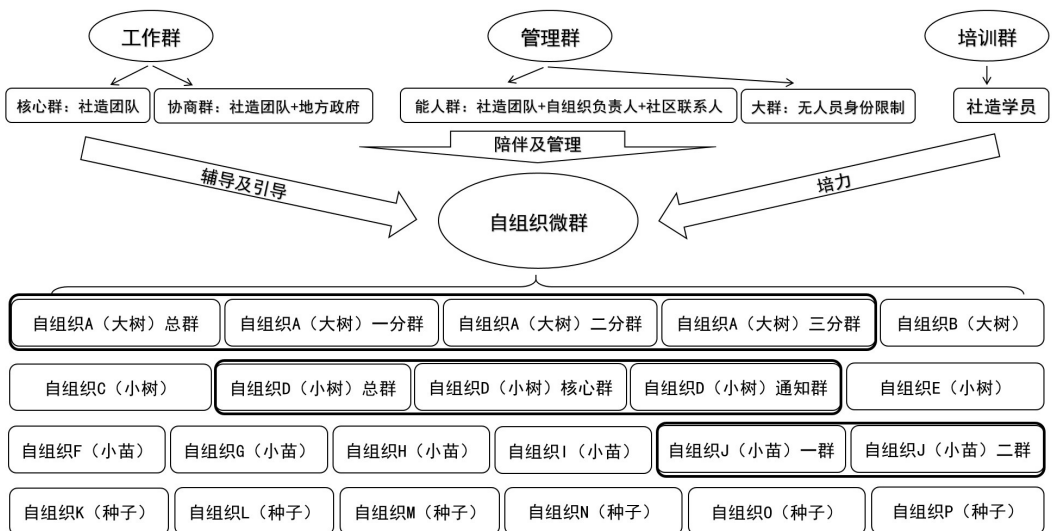 工作群
管理群
培训群
核心群：社造团队
协商群：社造团队+地方政府
能人群：社造团队+自组织负责人+社区联系人
大群：无人员身份限制
社造学员
陪伴及管理
辅导及引导
培力
自组织微群
自组织A（大树）总群
自组织A（大树）一分群
自组织A（大树）二分群
自组织A（大树）三分群
自组织B（大树）
自组织C（小树）
自组织D（小树）总群
自组织D（小树）核心群
自组织D（小树）通知群
自组织E（小树）
自组织F（小苗）
自组织G（小苗）
自组织H（小苗）
自组织I（小苗）
自组织J（小苗）一群
自组织J（小苗）二群
自组织K（种子）
自组织L（种子）
自组织M（种子）
自组织N（种子）
自组织O（种子）
自组织P（种子）